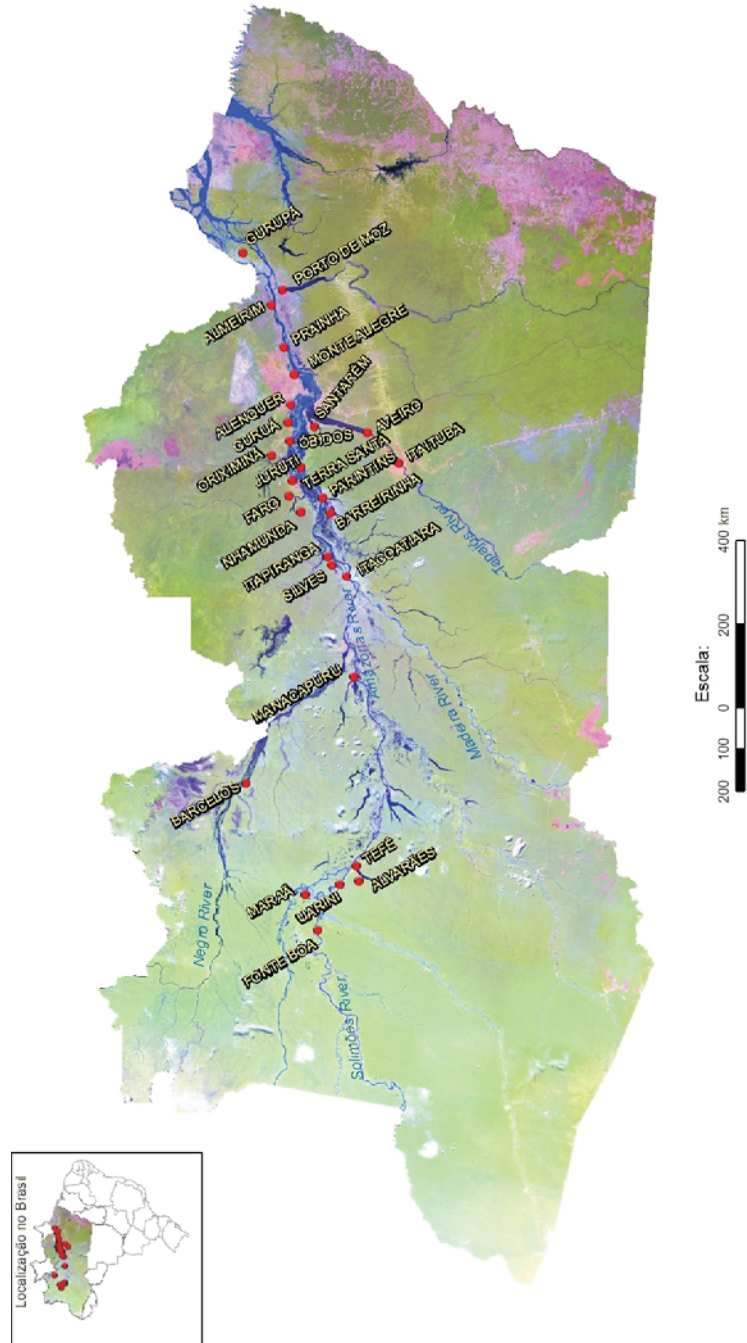 Localização no Brasil
GURUPÁ
PORTO DE MOZ
ALMEIRIM
PRAINHA
MONTE ALEGRE
ALENQUER
SANTARÉM
CURUÁ
ÓBIDOS
AVEIRO
ORIXIMINÁ
JURUTI
TERRA SANTA
ITAITUBA
FARO
PARINTINS
NHAMUNDA
BARREIRINHA
Tapajós River
ITAPIRANGA
SILVES
ITACOATIARA
Amazonas River
MANACAPURU
Madeira River
BARCELOS
TEFÉ
ALVARÃES
MARAÃ
UARINI
Negro River
FONTE BOA
Solimões River
Escala:
200 100 0 200 400 km